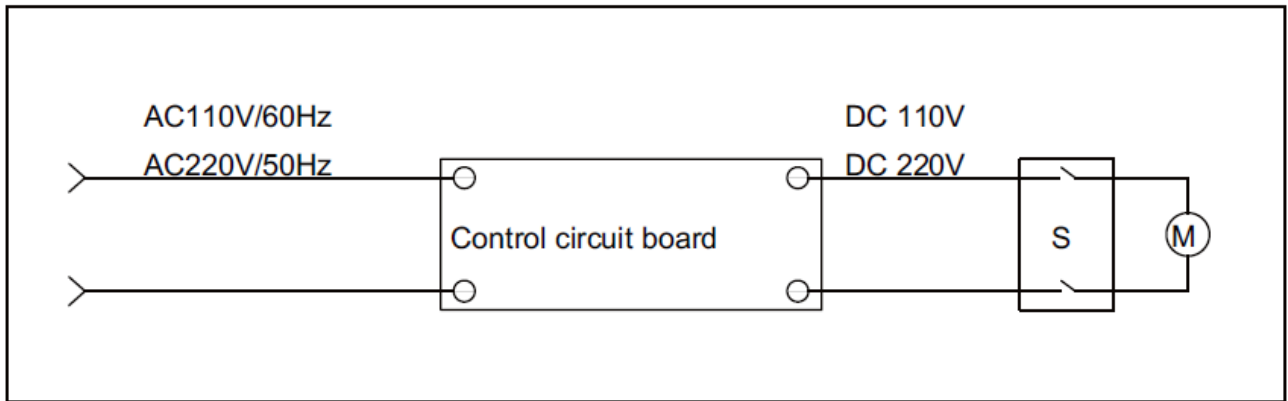 AC110V/60Hz
AC220V/50Hz
DC 110V
DC 220V
Control circuit board
S
M